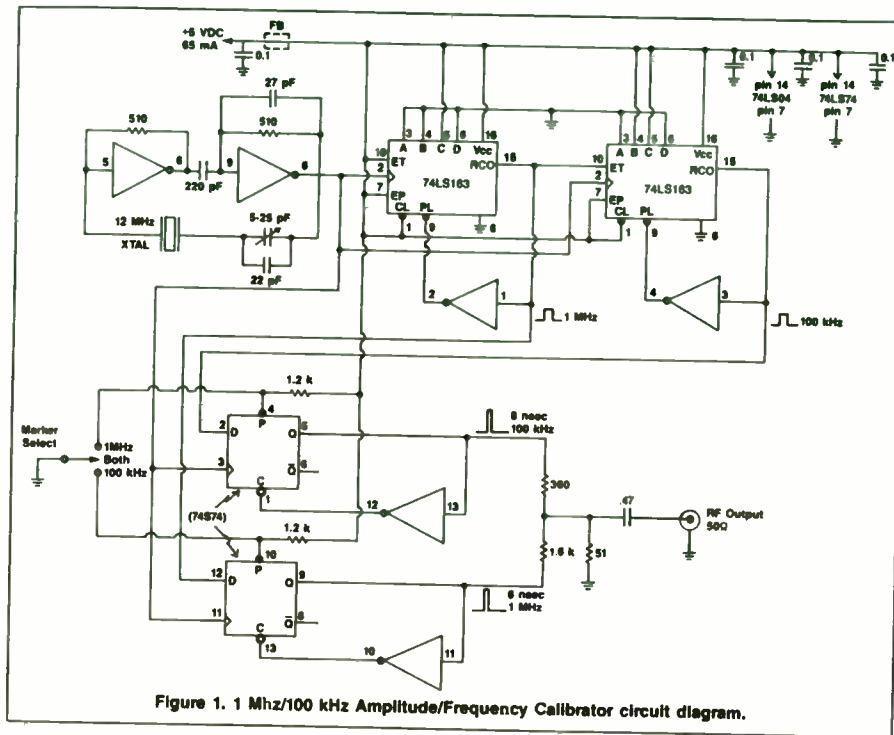 +5 VDC
65 mA
FB
0.1
27 pF
510
510
5
6
9
6
220 pF
12 MHz
XTAL
5-25 pF
22 pF
3 4 5 6 16
A B C D Vcc
10 ET
2
7 EP
RCO 15
74LS163
CL PL
1 9
8
3 4 5 6 16
A B C D Vcc
10 ET
2
7 EP
RCO 15
74LS163
CL PL
1 9
0.1
0.1
0.1
pin 14
74LS04
pin 7
pin 14
74LS74
pin 7
2 1
1 MHz
4 3
100 kHz
Marker
Select
1MHz
Both
100 kHz
1.2 k
4
P
2 D
Q 5
3
Q 6
C
1
12 13
(74S74)
1.2 k
10
P
12 D
Q 9
11
Q 8
C
13
10 11
100 kHz
nsec
nsec
1 MHz
360
1.6 k
51
.47
RF Output
50Ω
Figure 1. 1 Mhz/100 kHz Amplitude/Frequency Calibrator circuit diagram.